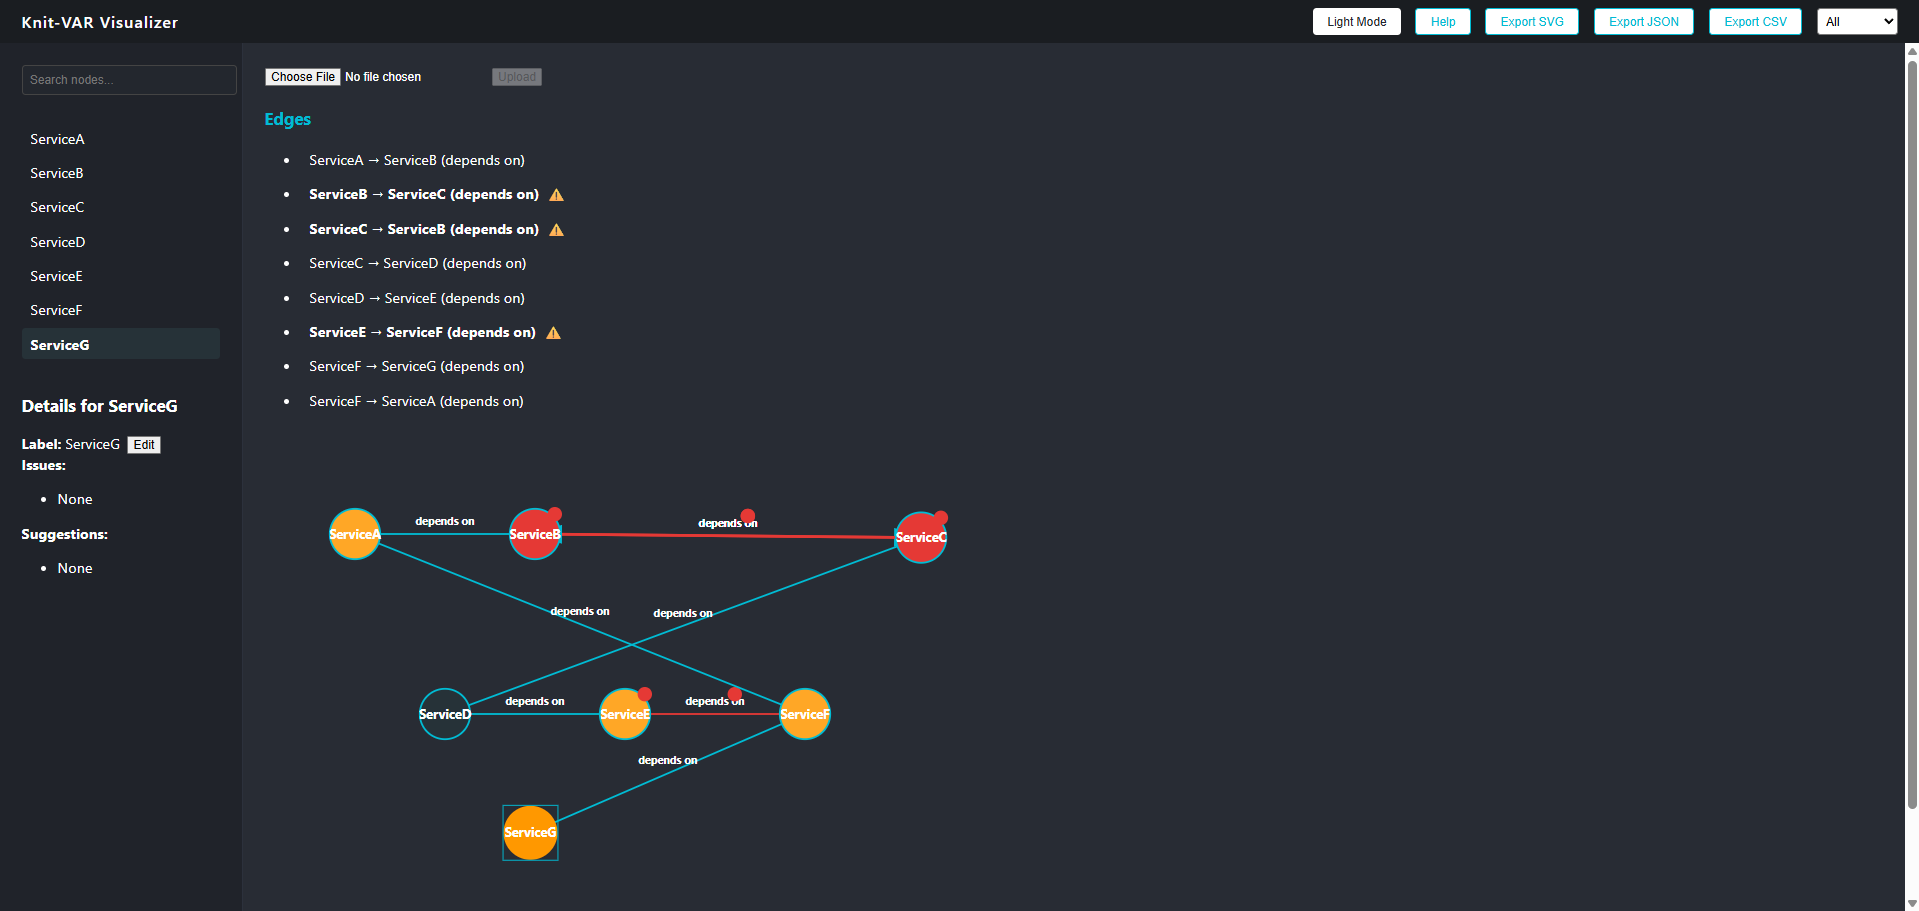 Knit-VAR Visualizer
Light Mode Help Export SVG Export JSON Export CSV All
Search nodes...
Choose File No file chosen Upload
ServiceA
ServiceB
ServiceC
ServiceD
ServiceE
ServiceF
ServiceG
Details for ServiceG
Label: ServiceG Edit
Issues:
• None
Suggestions:
• None
Edges
• ServiceA → ServiceB (depends on)
• ServiceB → ServiceC (depends on) ⚠
• ServiceC → ServiceB (depends on) ⚠
• ServiceC → ServiceD (depends on)
• ServiceD → ServiceE (depends on)
• ServiceE → ServiceF (depends on) ⚠
• ServiceF → ServiceG (depends on)
• ServiceF → ServiceA (depends on)
depends on depends on
ServiceA ServiceB ServiceC
depends on depends on
depends on depends on
ServiceD ServiceE ServiceF
depends on
ServiceG